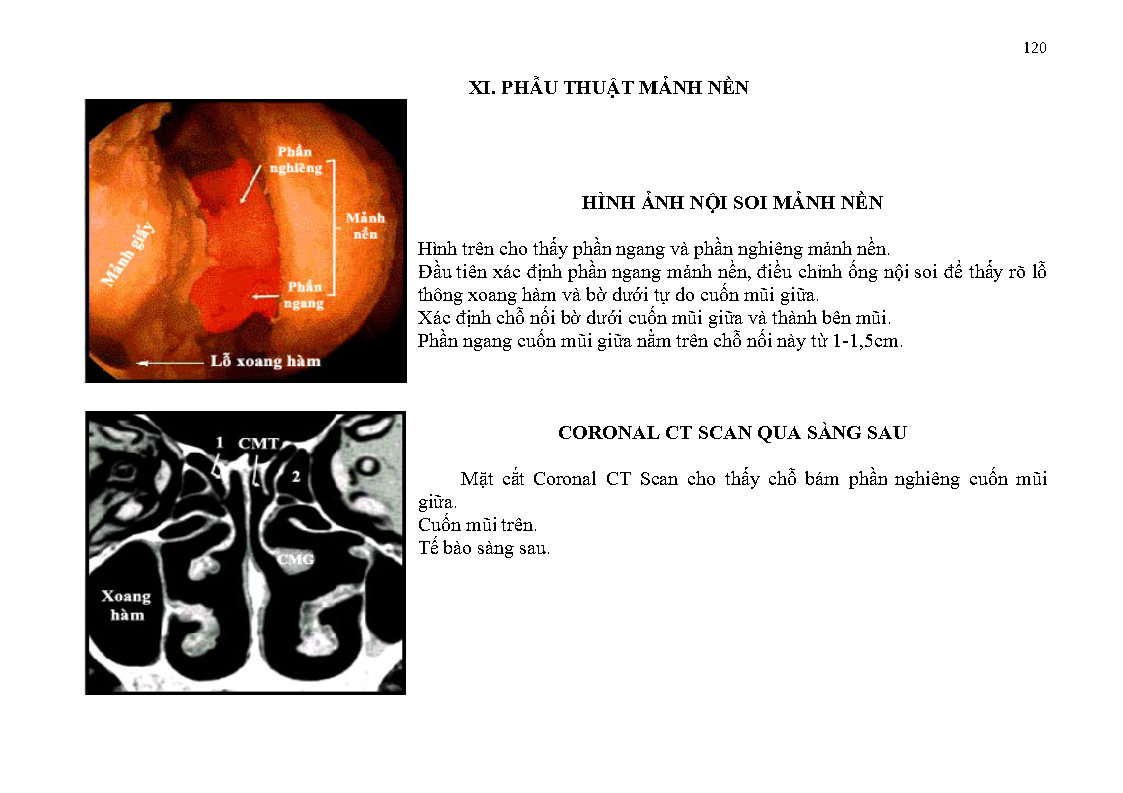 120
XI. PHẪU THUẬT MẢNH NỀN
Phần
nghiêng
Mảnh
nền
Mảnh giấy
Phần
ngang
Lỗ xoang hàm
HÌNH ẢNH NỘI SOI MẢNH NỀN
Hình trên cho thấy phần ngang và phần nghiêng mảnh nền.
Đầu tiên xác định phần ngang mảnh nền, điều chỉnh ống nội soi để thấy rõ lỗ
thông xoang hàm và bờ dưới tự do cuốn mũi giữa.
Xác định chỗ nối bờ dưới cuốn mũi giữa và thành bên mũi.
Phần ngang cuốn mũi giữa nằm trên chỗ nối này từ 1-1,5cm.
1 CMT
2
CMG
Xoang
hàm
CORONAL CT SCAN QUA SÀNG SAU
Mặt cắt Coronal CT Scan cho thấy chỗ bám phần nghiêng cuốn mũi
giữa.
Cuốn mũi trên.
Tế bào sàng sau.